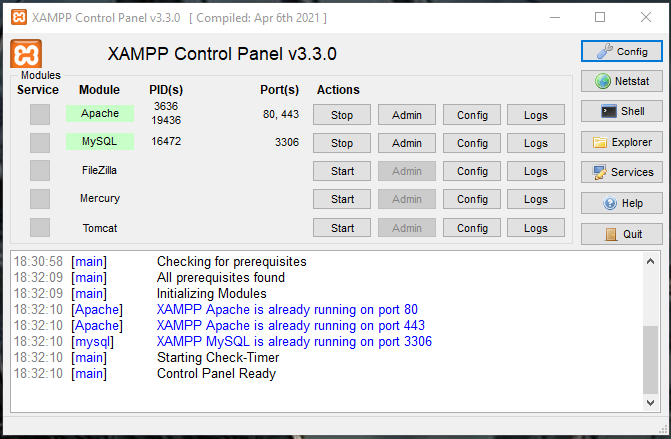 XAMPP Control Panel v3.3.0 [ Compiled: Apr 6th 2021 ]
XAMPP Control Panel v3.3.0
Config
Modules
Service Module PID(s) Port(s) Actions
Netstat
Apache 3636 19436 80, 443 Stop Admin Config Logs
Shell
MySQL 16472 3306 Stop Admin Config Logs
Explorer
FileZilla Start Admin Config Logs
Services
Mercury Start Admin Config Logs
Help
Tomcat Start Admin Config Logs
Quit
18:30:58 [main] Checking for prerequisites
18:32:09 [main] All prerequisites found
18:32:09 [main] Initializing Modules
18:32:10 [Apache] XAMPP Apache is already running on port 80
18:32:10 [Apache] XAMPP Apache is already running on port 443
18:32:10 [mysql] XAMPP MySQL is already running on port 3306
18:32:10 [main] Starting Check-Timer
18:32:10 [main] Control Panel Ready